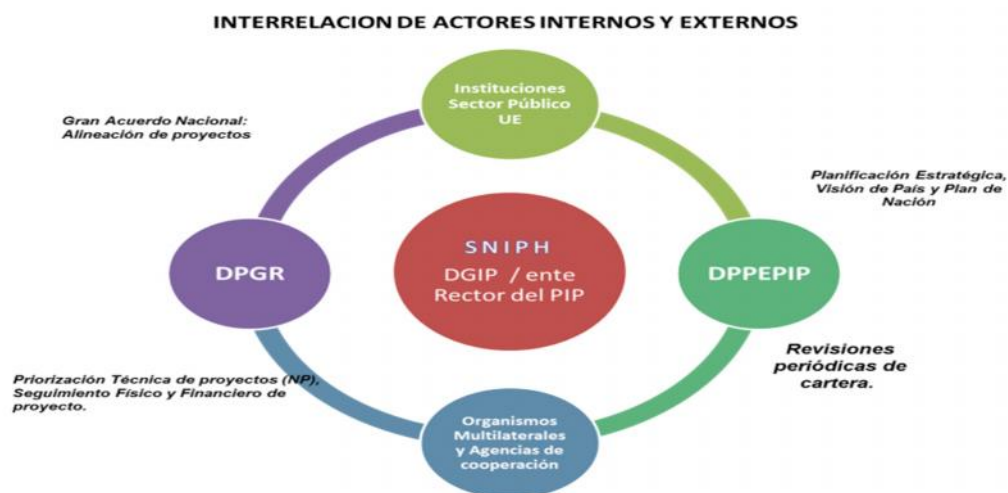 INTERRELACION DE ACTORES INTERNOS Y EXTERNOS
Instituciones
Sector Público
UE
Gran Acuerdo Nacional:
Alineación de proyectos
Planificación Estratégica,
Visión de País y Plan de
Nación
DPGR
SNIPH
DGIP / ente
Rector del PIP
DPPEPIP
Revisiones
periódicas de
cartera.
Priorización Técnica de proyectos (NP),
Seguimiento Físico y Financiero de
proyecto.
Organismos
Multilaterales
y Agencias de
cooperación